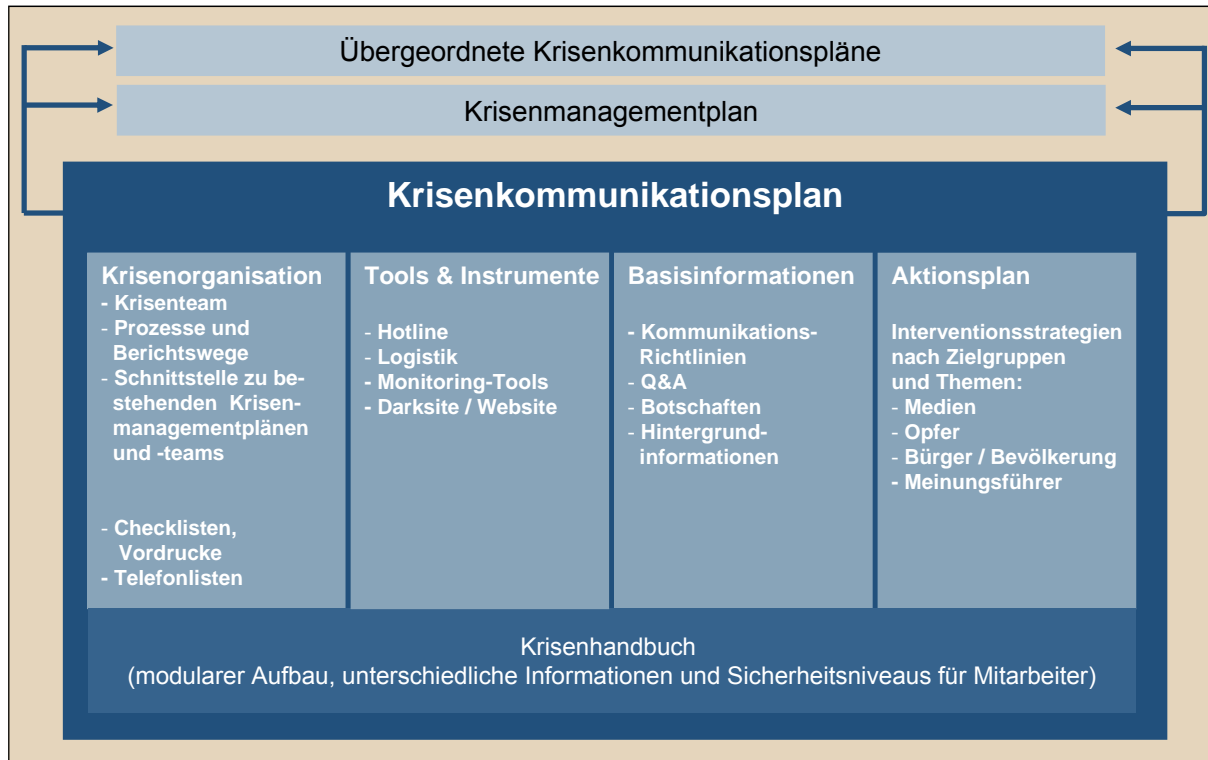 Übergeordnete Krisenkommunikationspläne
Krisenmanagementplan
Krisenkommunikationsplan
Krisenorganisation
- Krisenteam
- Prozesse und
Berichtswege
- Schnittstelle zu be-
stehenden Krisen-
managementplänen
und -teams
- Checklisten,
Vordrucke
- Telefonlisten
Tools & Instrumente
- Hotline
- Logistik
- Monitoring-Tools
- Darksite / Website
Basisinformationen
- Kommunikations-
Richtlinien
- Q&A
- Botschaften
- Hintergrund-
informationen
Aktionsplan
Interventionsstrategien
nach Zielgruppen
und Themen:
- Medien
- Opfer
- Bürger / Bevölkerung
- Meinungsführer
Krisenhandbuch
(modularer Aufbau, unterschiedliche Informationen und Sicherheitsniveaus für Mitarbeiter)